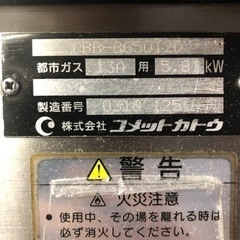 都市ガス 13A 用 5.81 kW
製造番号
株式会社 コメットカトウ
警告
火災注意
• 使用中、その場を離れる時は
必ず消火してください